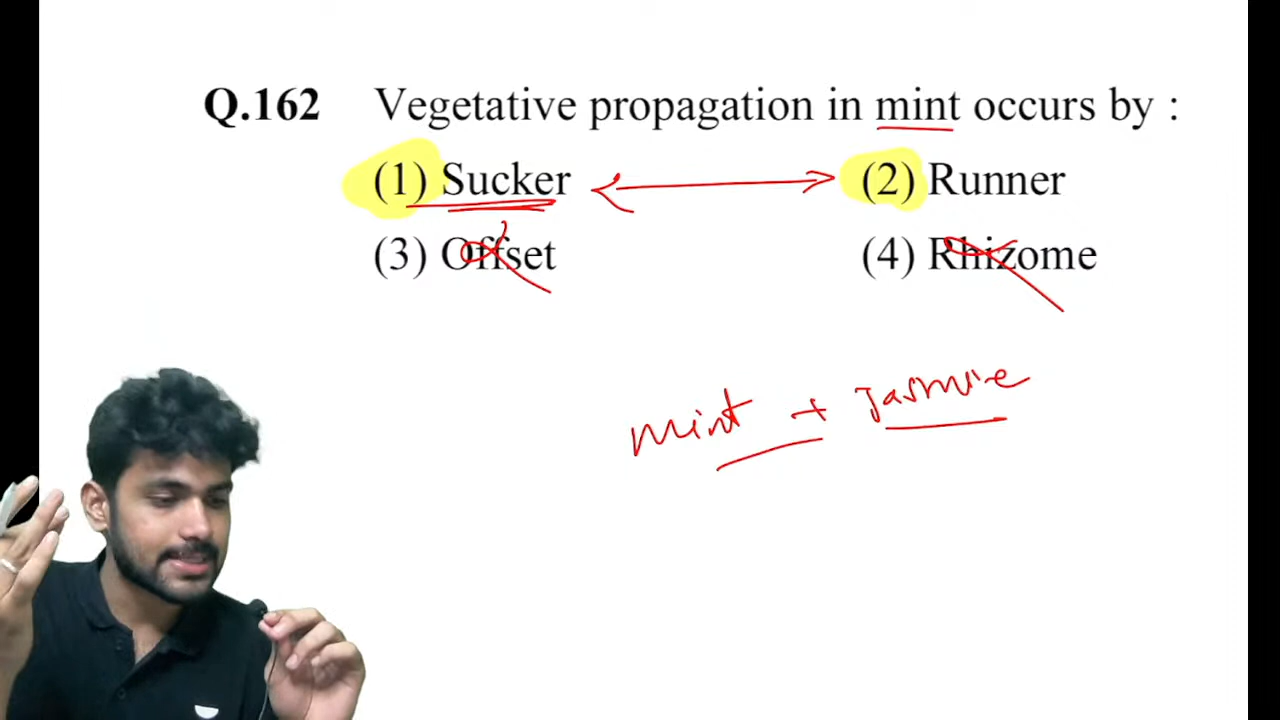 Q.162 Vegetative propagation in mint occurs by :
(1) Sucker (2) Runner
(3) Offset (4) Rhizome
mint + Jasmine